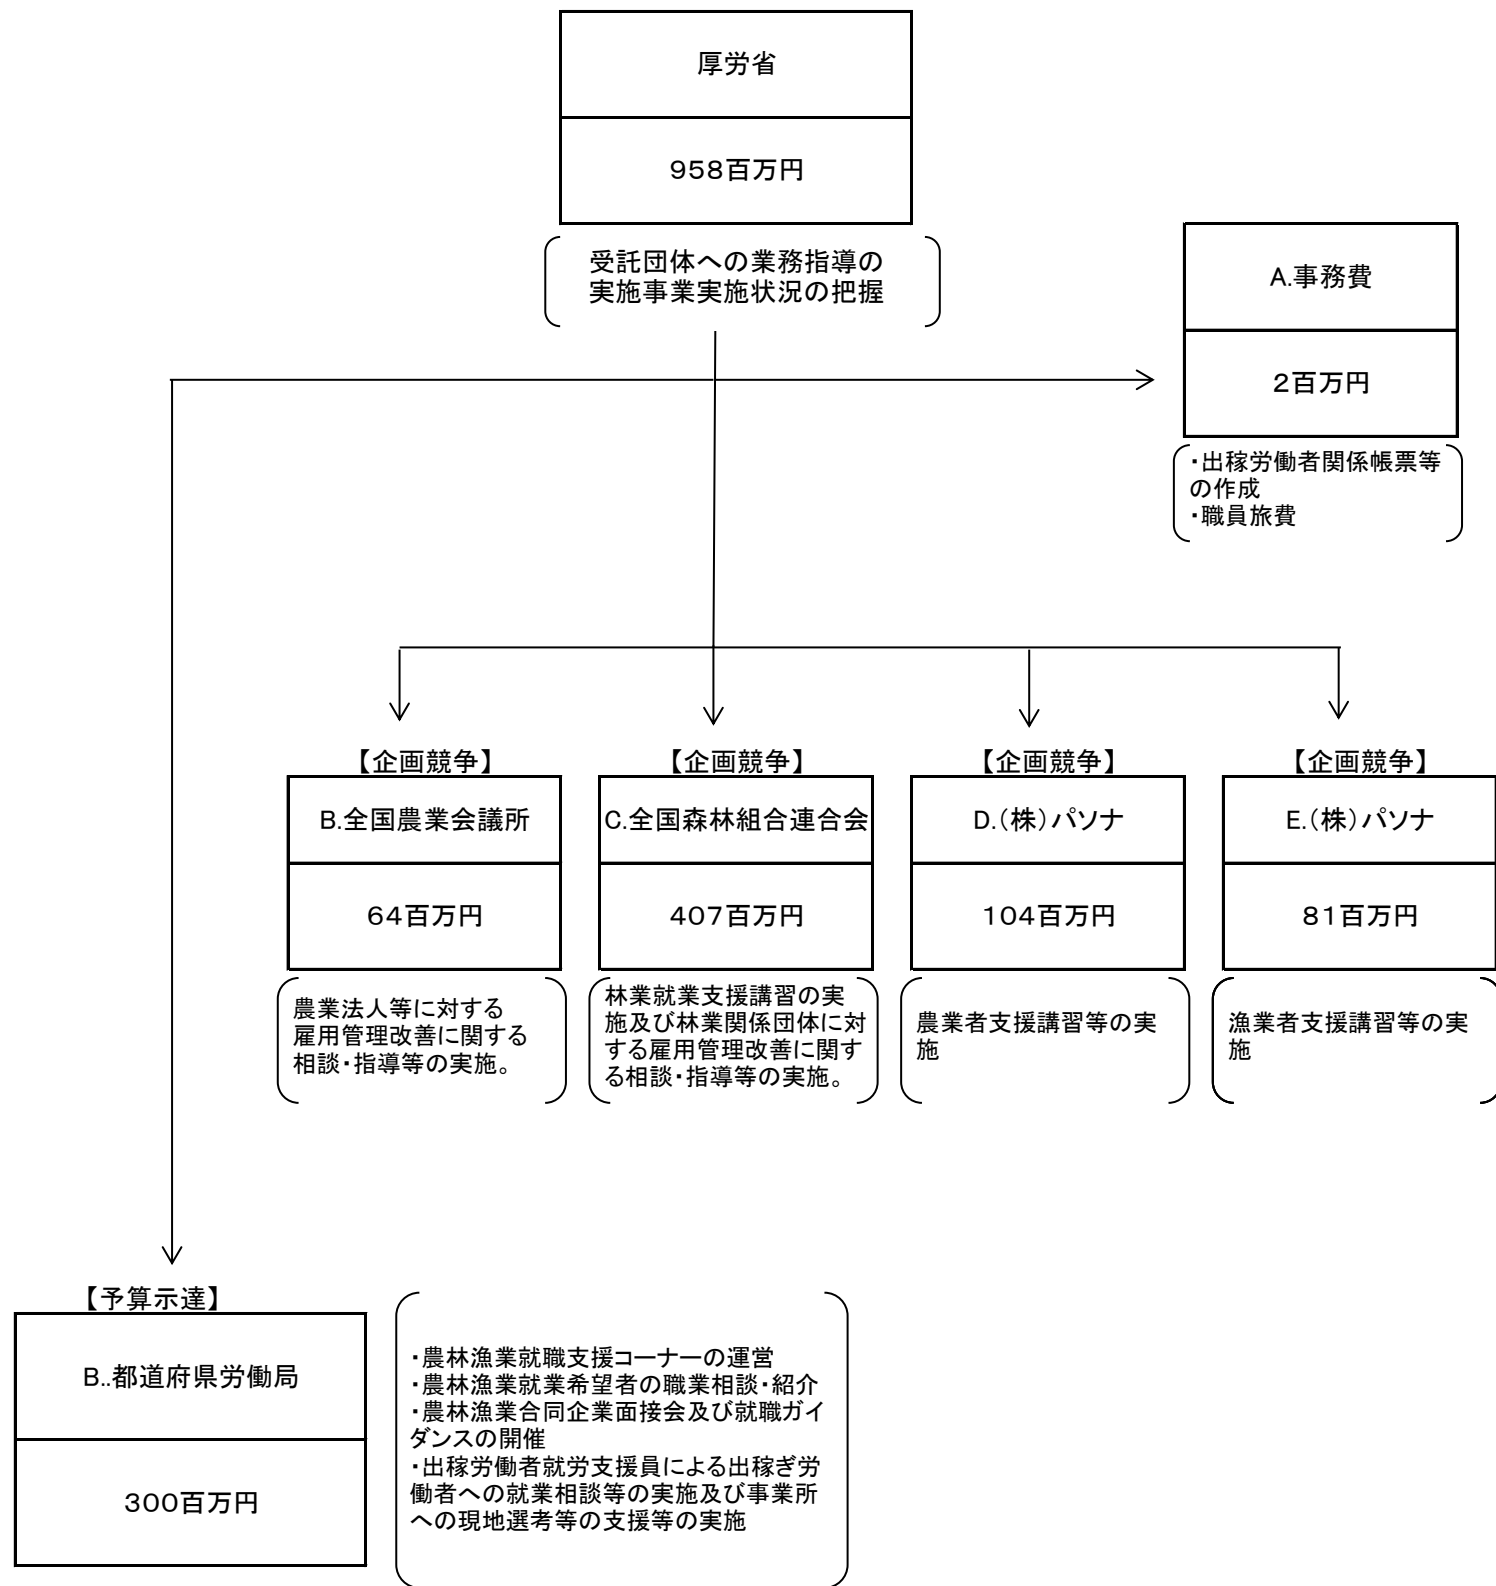 厚労省
958百万円
受託団体への業務指導の
実施事業実施状況の把握
A.事務費
2百万円
・出稼労働者関係帳票等
の作成
・職員旅費
【企画競争】
B.全国農業会議所
64百万円
農業法人等に対する
雇用管理改善に関する
相談・指導等の実施。
【企画競争】
C.全国森林組合連合会
407百万円
林業就業支援講習の実
施及び林業関係団体に対
する雇用管理改善に関す
る相談・指導等の実施。
【企画競争】
D.(株)パソナ
104百万円
農業者支援講習等の実
施
【企画競争】
E.(株)パソナ
81百万円
漁業者支援講習等の実
施
【予算示達】
B..都道府県労働局
300百万円
・農林漁業就職支援コーナーの運営
・農林漁業就業希望者の職業相談・紹介
・農林漁業合同企業面接会及び就職ガイ
ダンスの開催
・出稼労働者就労支援員による出稼ぎ労
働者への就業相談等の実施及び事業所
への現地選考等の支援等の実施